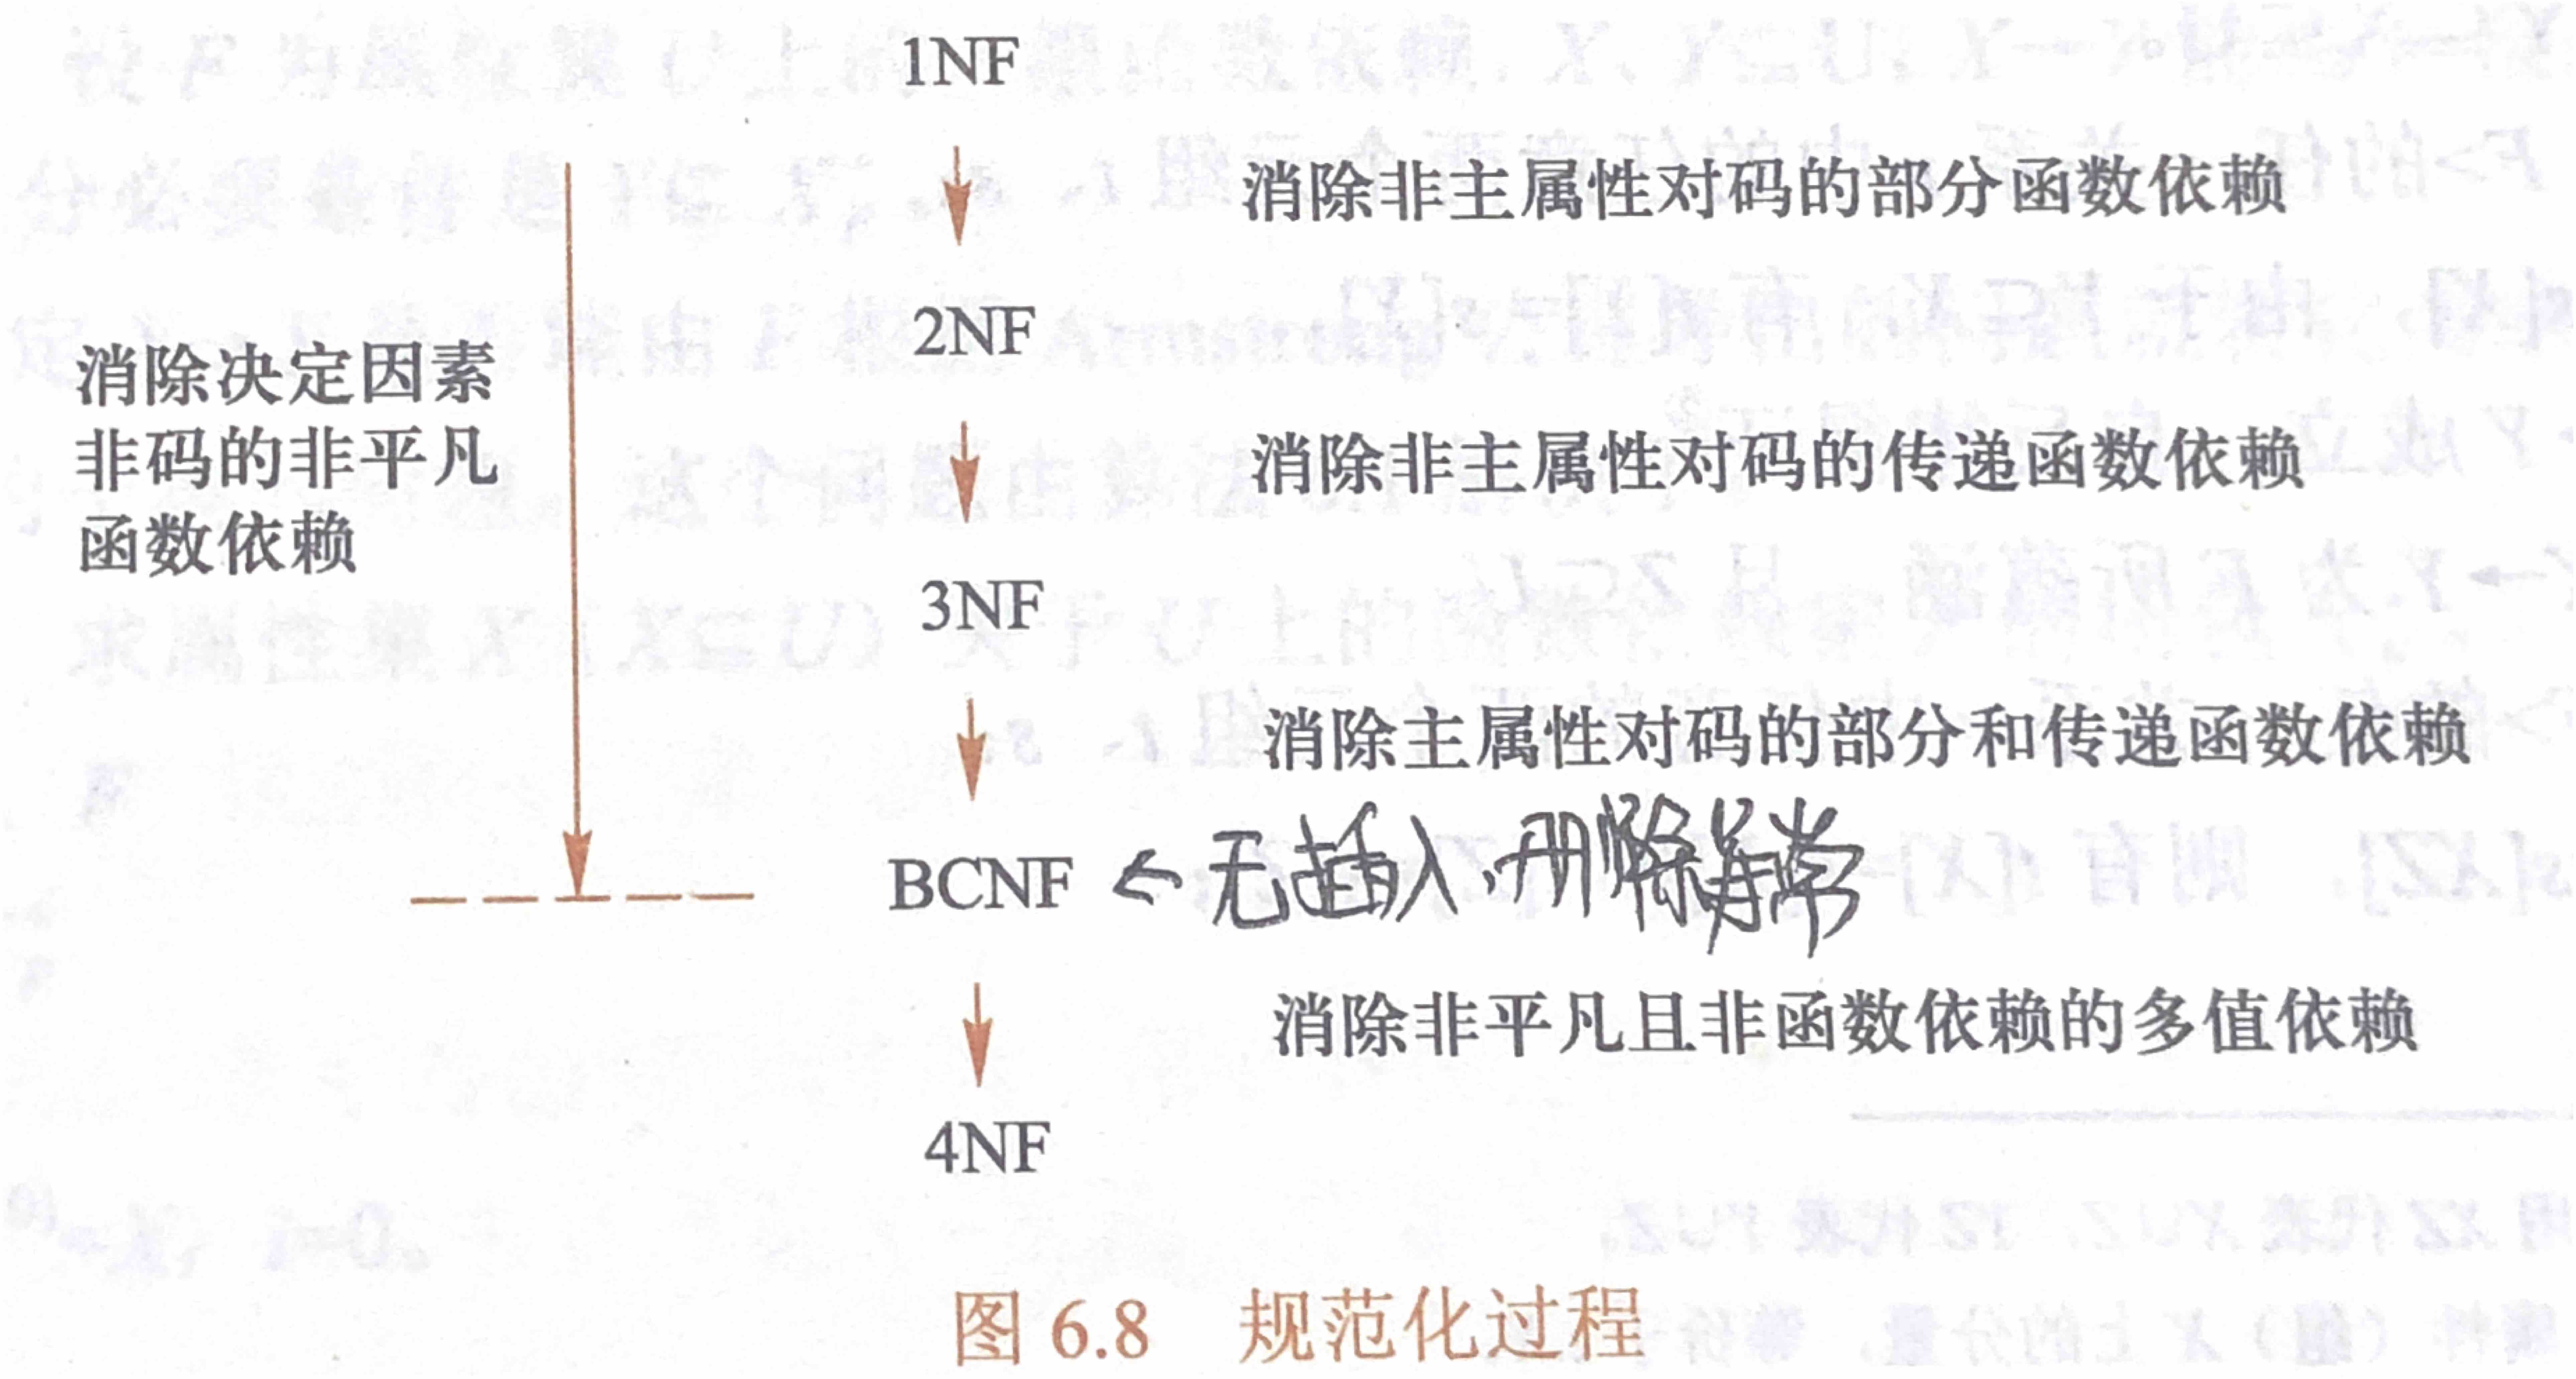 1NF
消除非主属性对码的部分函数依赖
2NF
消除决定因素
非码的非平凡
函数依赖
消除非主属性对码的传递函数依赖
3NF
消除主属性对码的部分和传递函数依赖
BCNF ← 无插入、删除异常
消除非平凡且非函数依赖的多值依赖
4NF
图 6.8 规范化过程